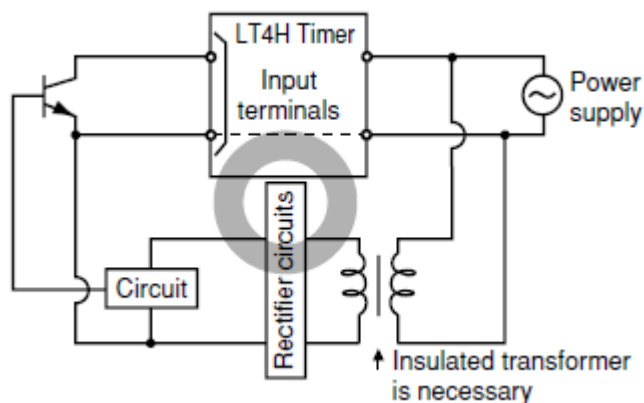 LT4H Timer
Input
terminals
Power
supply
Rectifier circuits
Circuit
Insulated transformer
is necessary